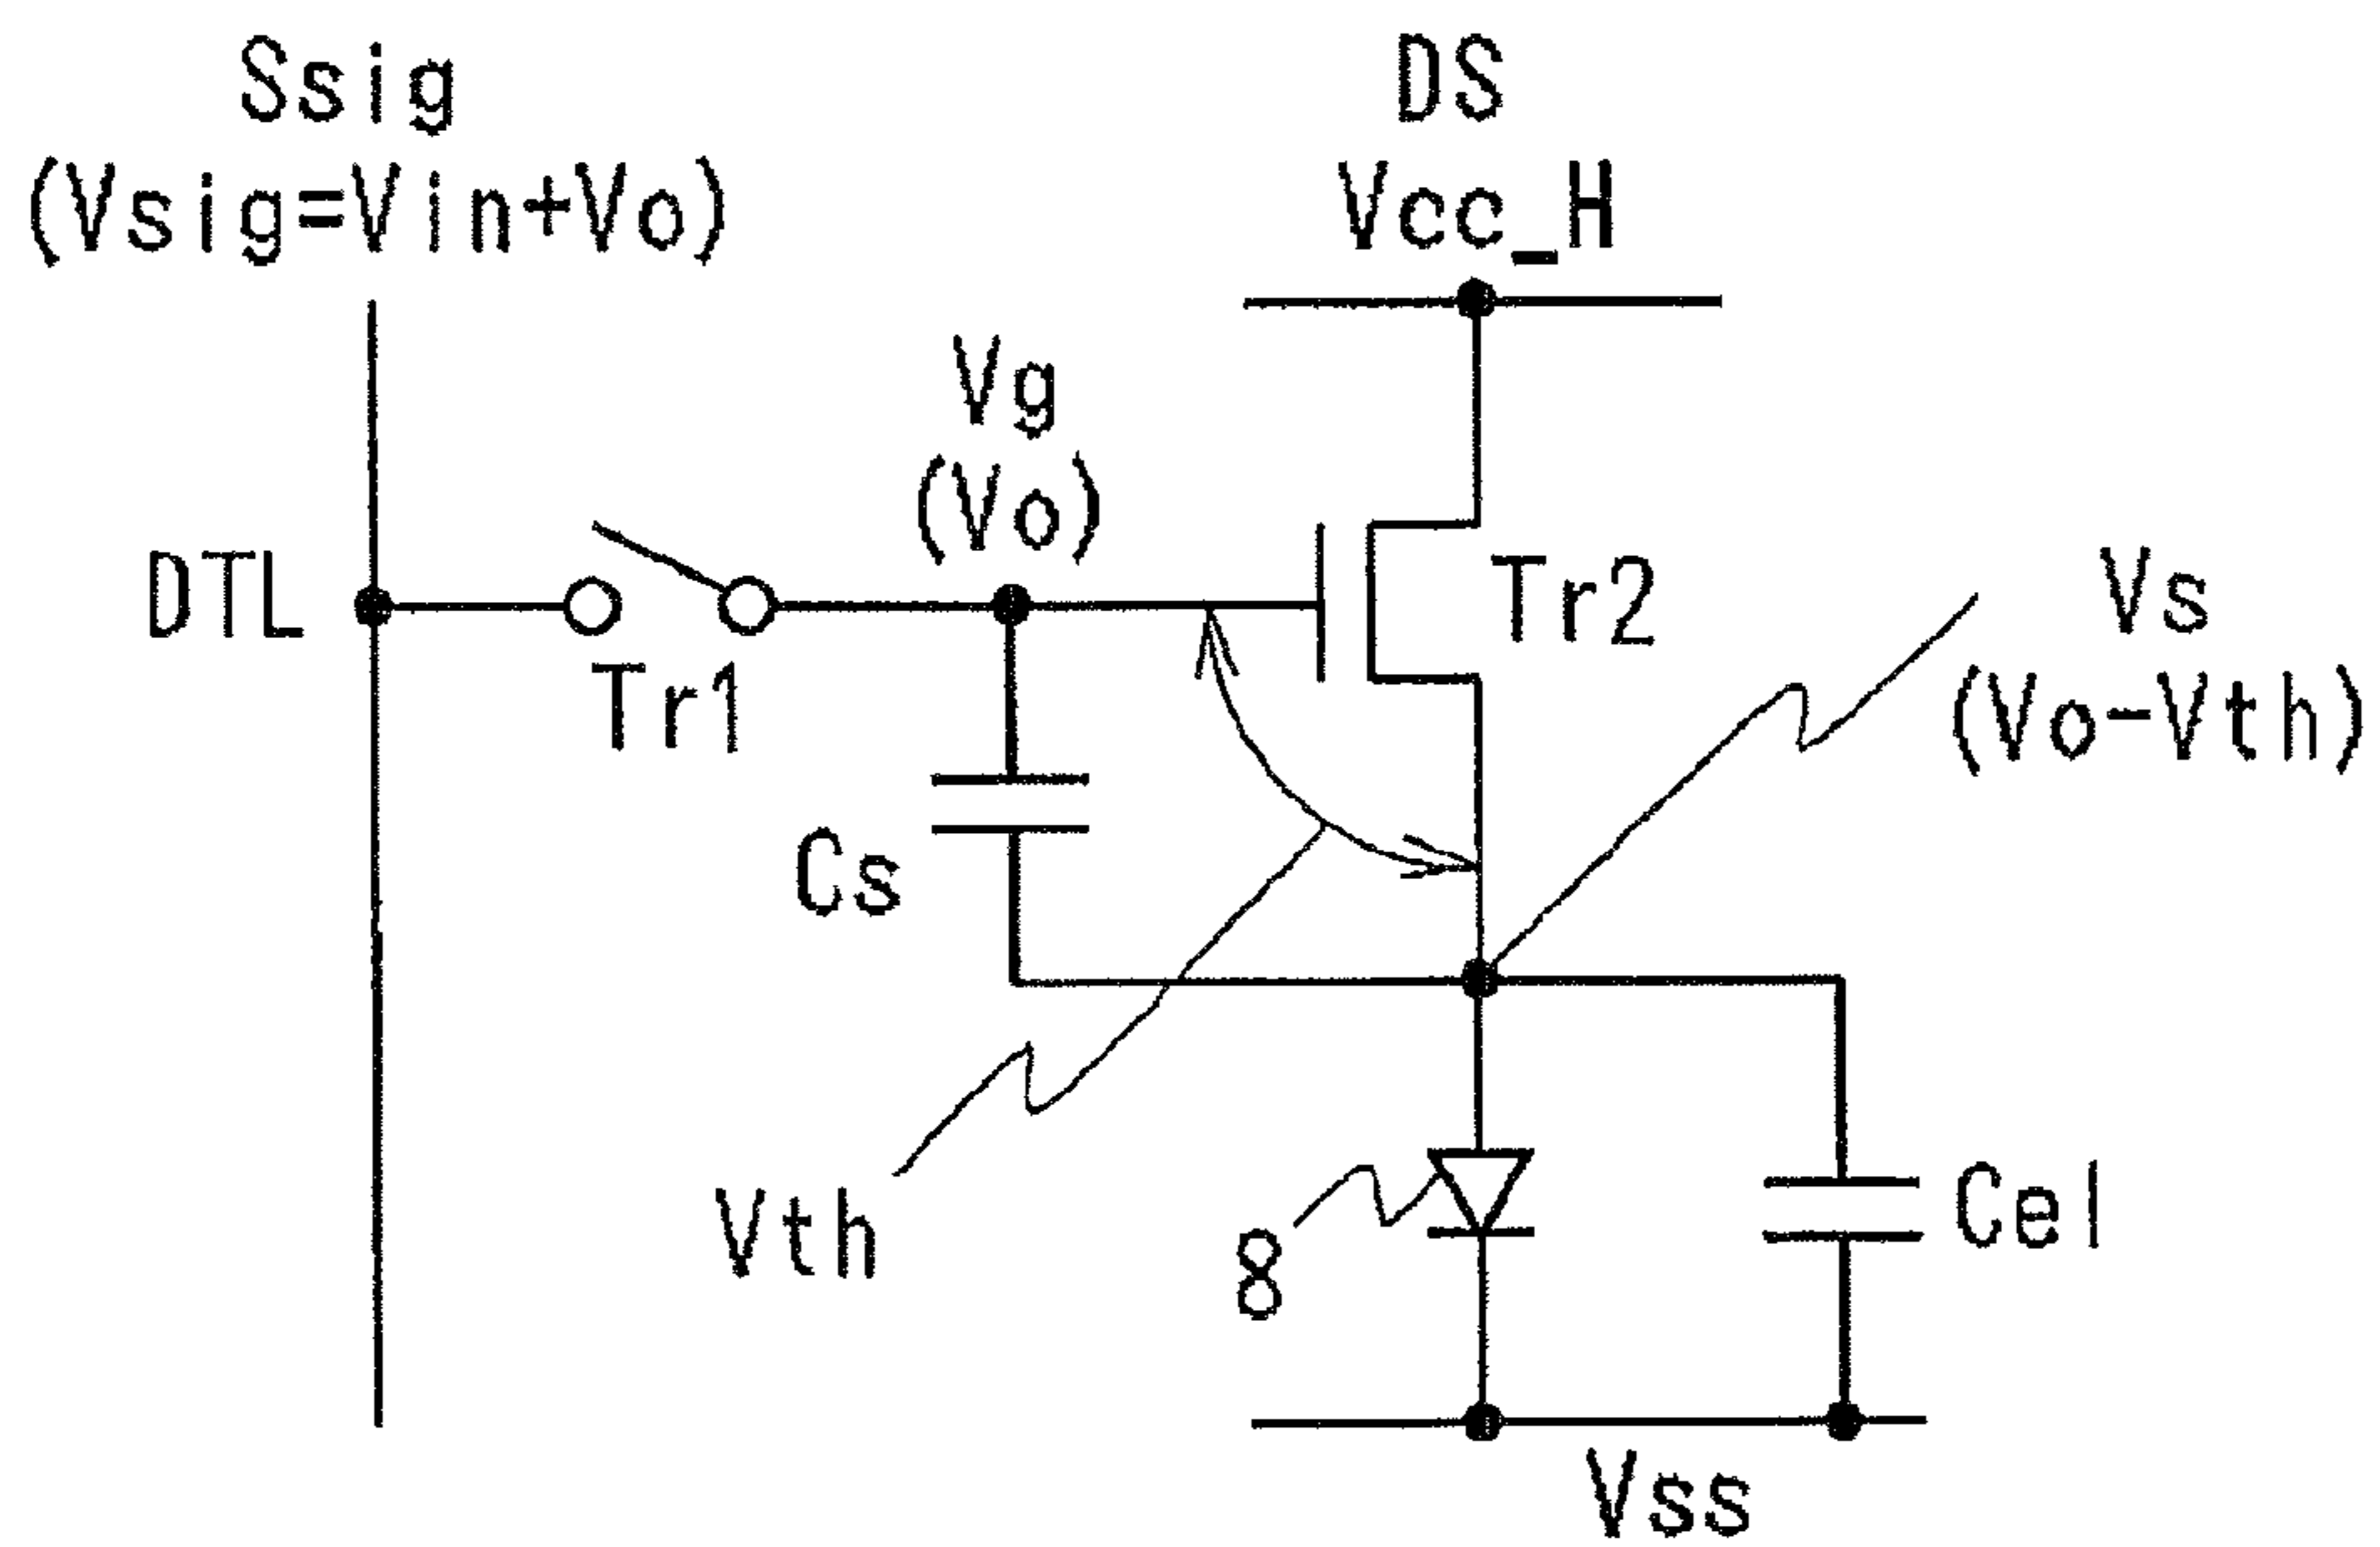 Ssig
(Vsig=Vin+Vo)
DS
Vcc_H
Vg
(Vo)
DTL
Tr1
Tr2
Vs
(Vo-Vth)
Cs
Vth
8
Cel
Vss